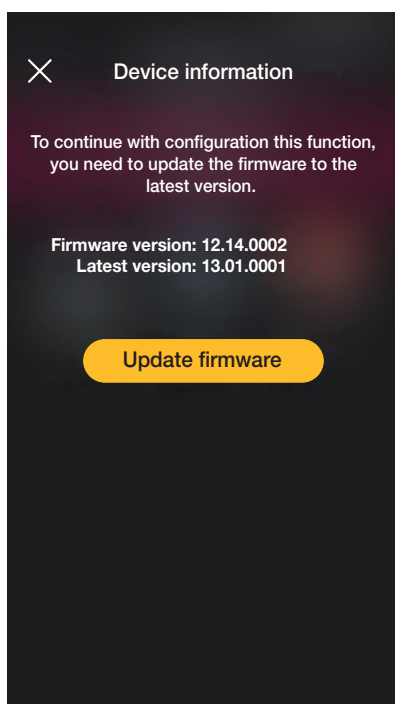 Device information
To continue with configuration this function,
you need to update the firmware to the
latest version.
Firmware version: 12.14.0002
Latest version: 13.01.0001
Update firmware